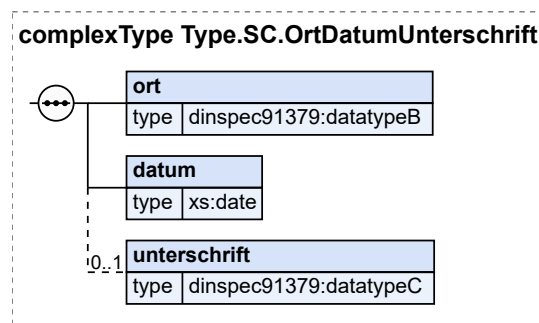 complexType Type.SC.OrtDatumUnterschrift
ort
type dinspec91379:datatypeB
datum
type xs:date
0..1 unterschrift
type dinspec91379:datatypeC